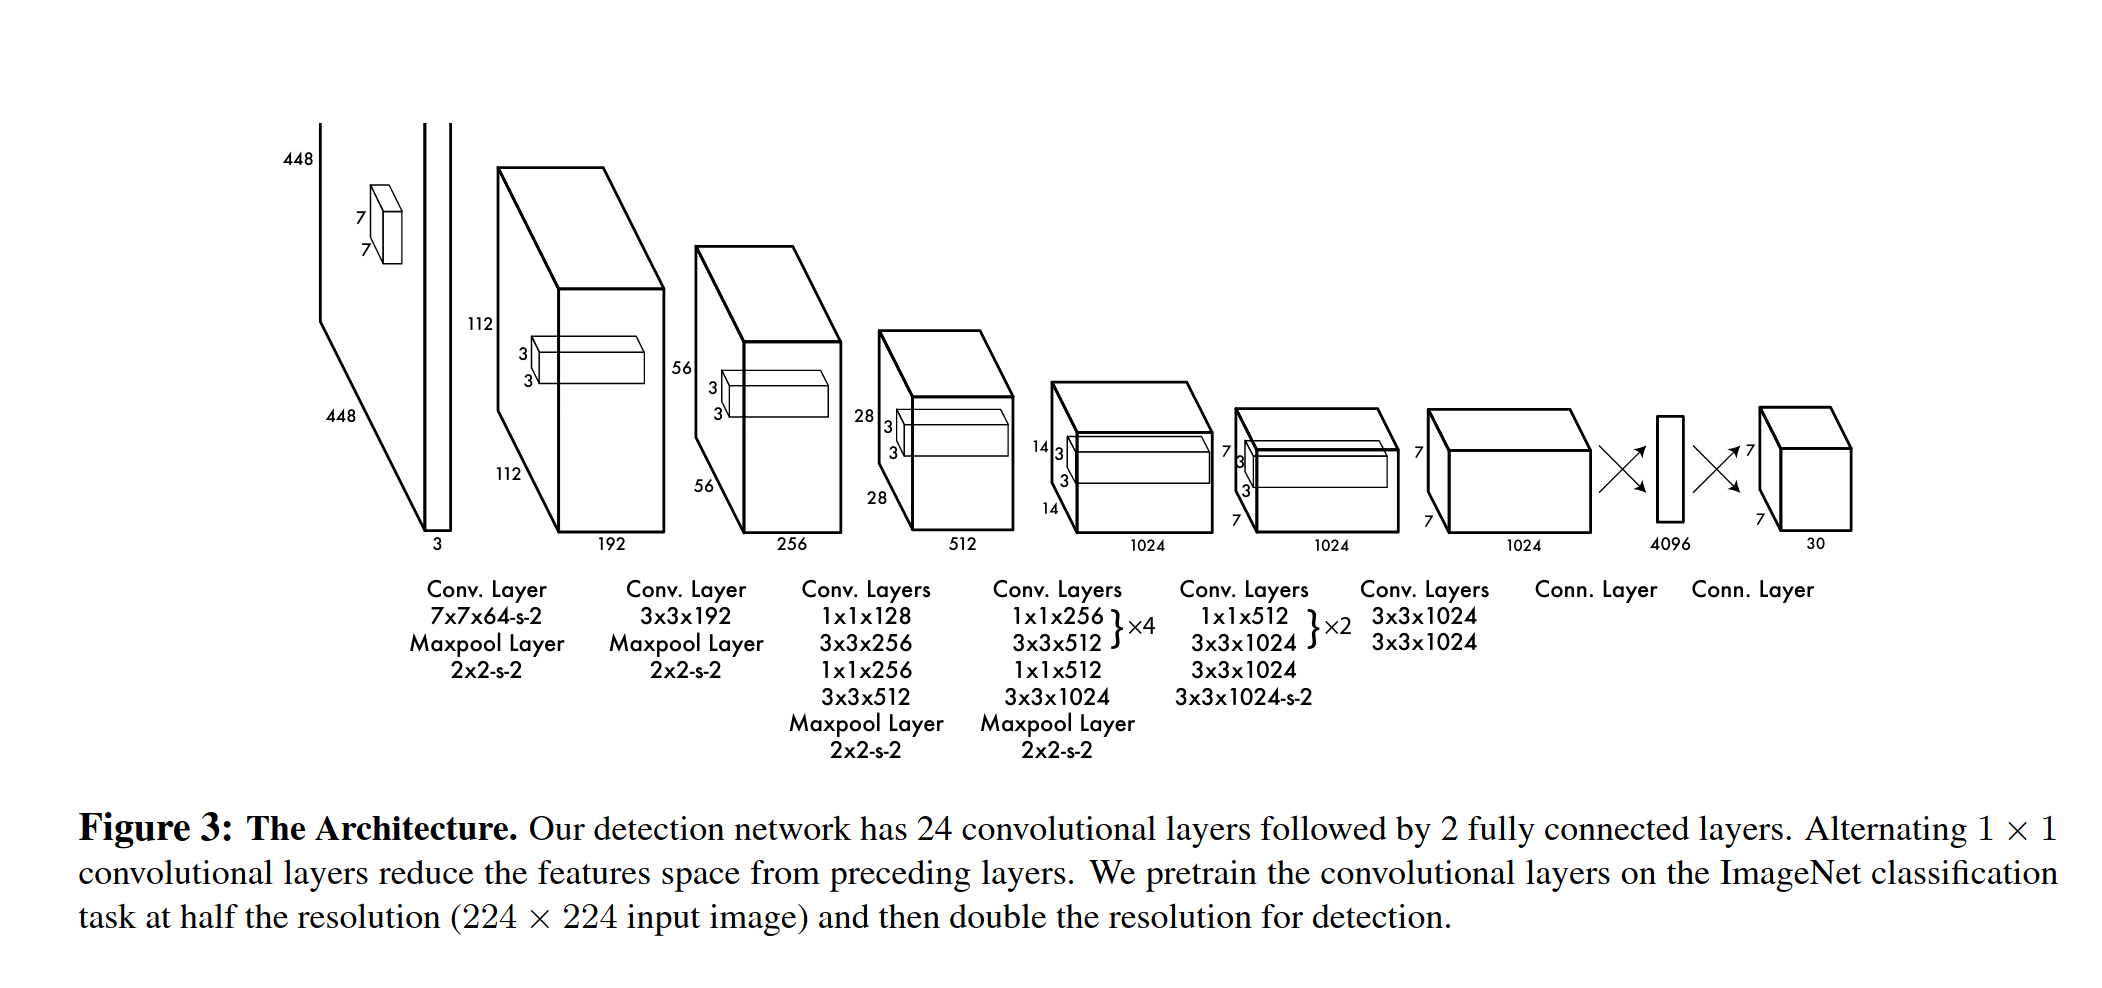 448
7
7
448
3
112
3
3
112
192
56
3
3
56
256
28
3
3
28
512
14
3
3
14
1024
7
3
3
7
1024
7
7
1024
4096
7
7
30
Conv. Layer
7x7x64-s-2
Maxpool Layer
2x2-s-2
Conv. Layer
3x3x192
Maxpool Layer
2x2-s-2
Conv. Layers
1x1x128
3x3x256
1x1x256
3x3x512
Maxpool Layer
2x2-s-2
Conv. Layers
1x1x256
3x3x512 } ×4
1x1x512
3x3x1024
Maxpool Layer
2x2-s-2
Conv. Layers
1x1x512
3x3x1024 } ×2
3x3x1024
3x3x1024-s-2
Conv. Layers
3x3x1024
3x3x1024
Conn. Layer
Conn. Layer
Figure 3: The Architecture. Our detection network has 24 convolutional layers followed by 2 fully connected layers. Alternating 1 × 1
convolutional layers reduce the features space from preceding layers. We pretrain the convolutional layers on the ImageNet classification
task at half the resolution (224 × 224 input image) and then double the resolution for detection.